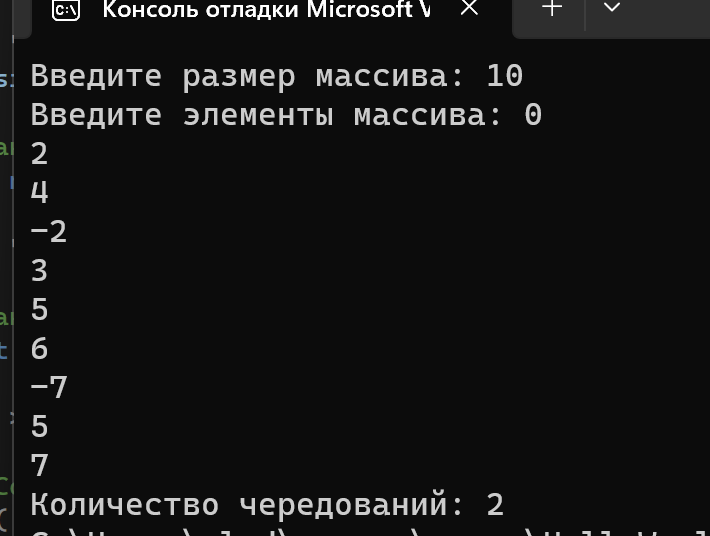 Консоль отладки Microsoft
Введите размер массива: 10
Введите элементы массива: 0
2
4
-2
3
5
6
-7
5
7
Количество чередований: 2